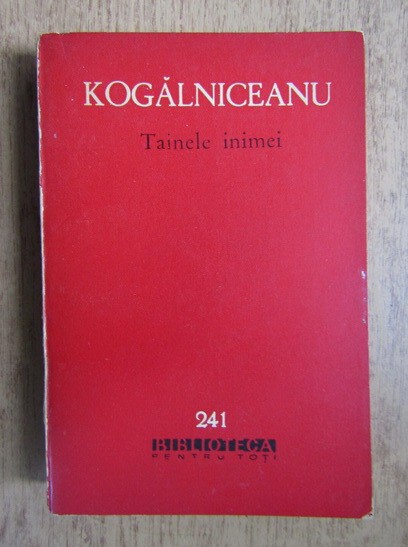 KOGĂLNICEANU
Tainele inimei
241
BIBLIOTECA
PENTRU TOȚI